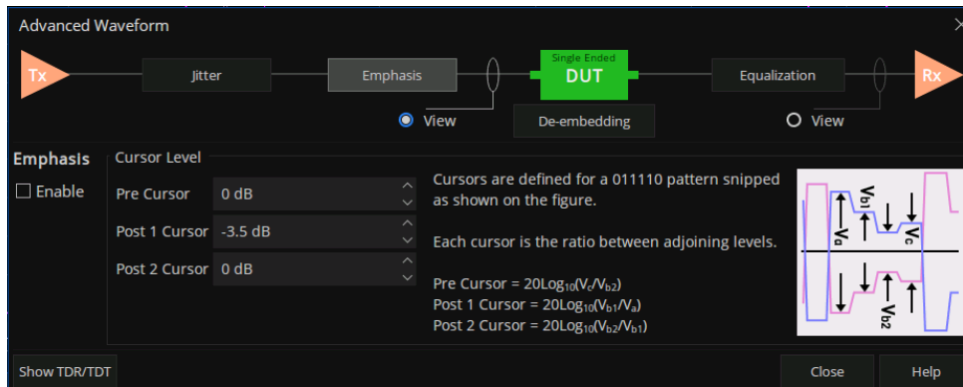 Advanced Waveform
Tx
Jitter
Emphasis
Single Ended
DUT
Equalization
Rx
View
De-embedding
View
Emphasis
Enable
Cursor Level
Pre Cursor 0 dB
Post 1 Cursor -3.5 dB
Post 2 Cursor 0 dB
Cursors are defined for a 011110 pattern snipped
as shown on the figure.
Each cursor is the ratio between adjoining levels.
Pre Cursor = 20Log₁₀(V꜀/Vb2)
Post 1 Cursor = 20Log₁₀(Vb1/Vₐ)
Post 2 Cursor = 20Log₁₀(Vb2/Vb1)
Va
Vb1
Vb2
Vc
Show TDR/TDT
Close
Help